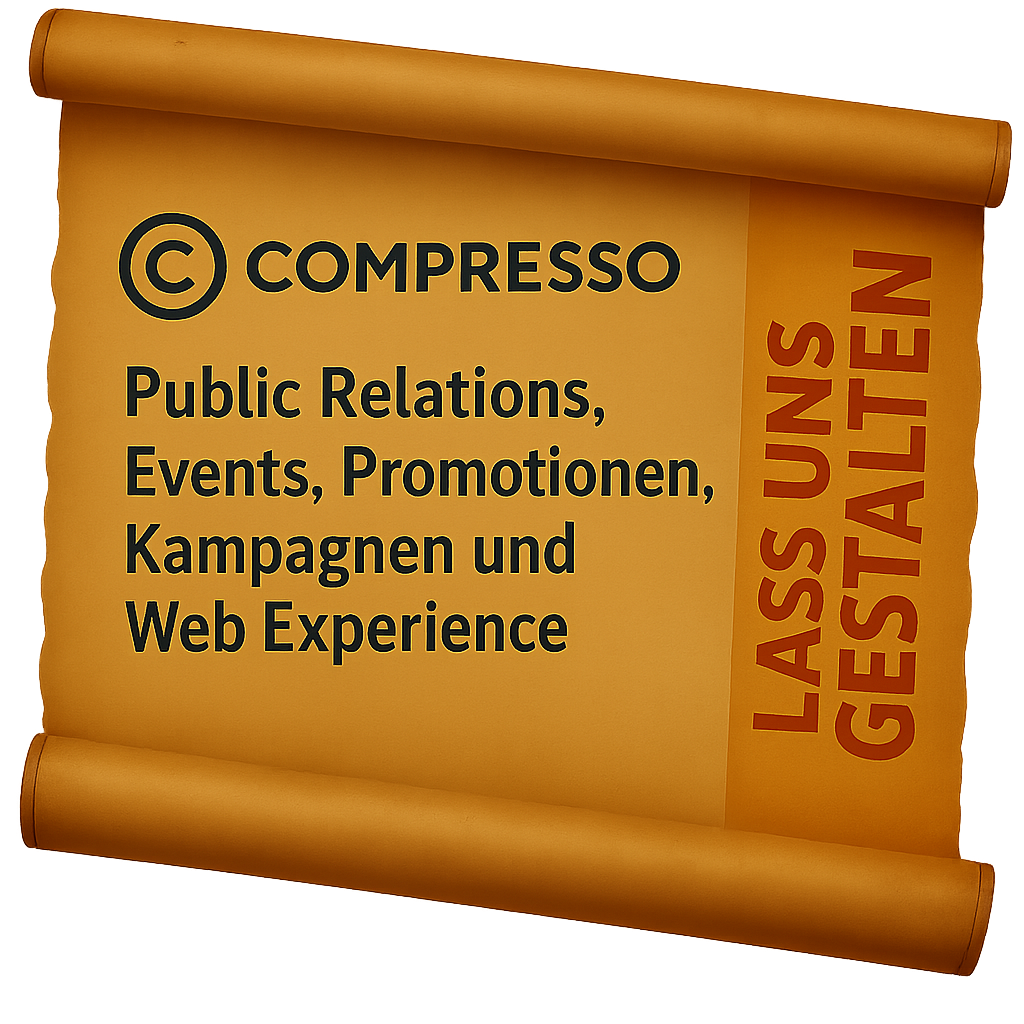 © COMPRESSO
Public Relations,
Events, Promotionen,
Kampagnen und
Web Experience
LASS UNS
GESTALTEN